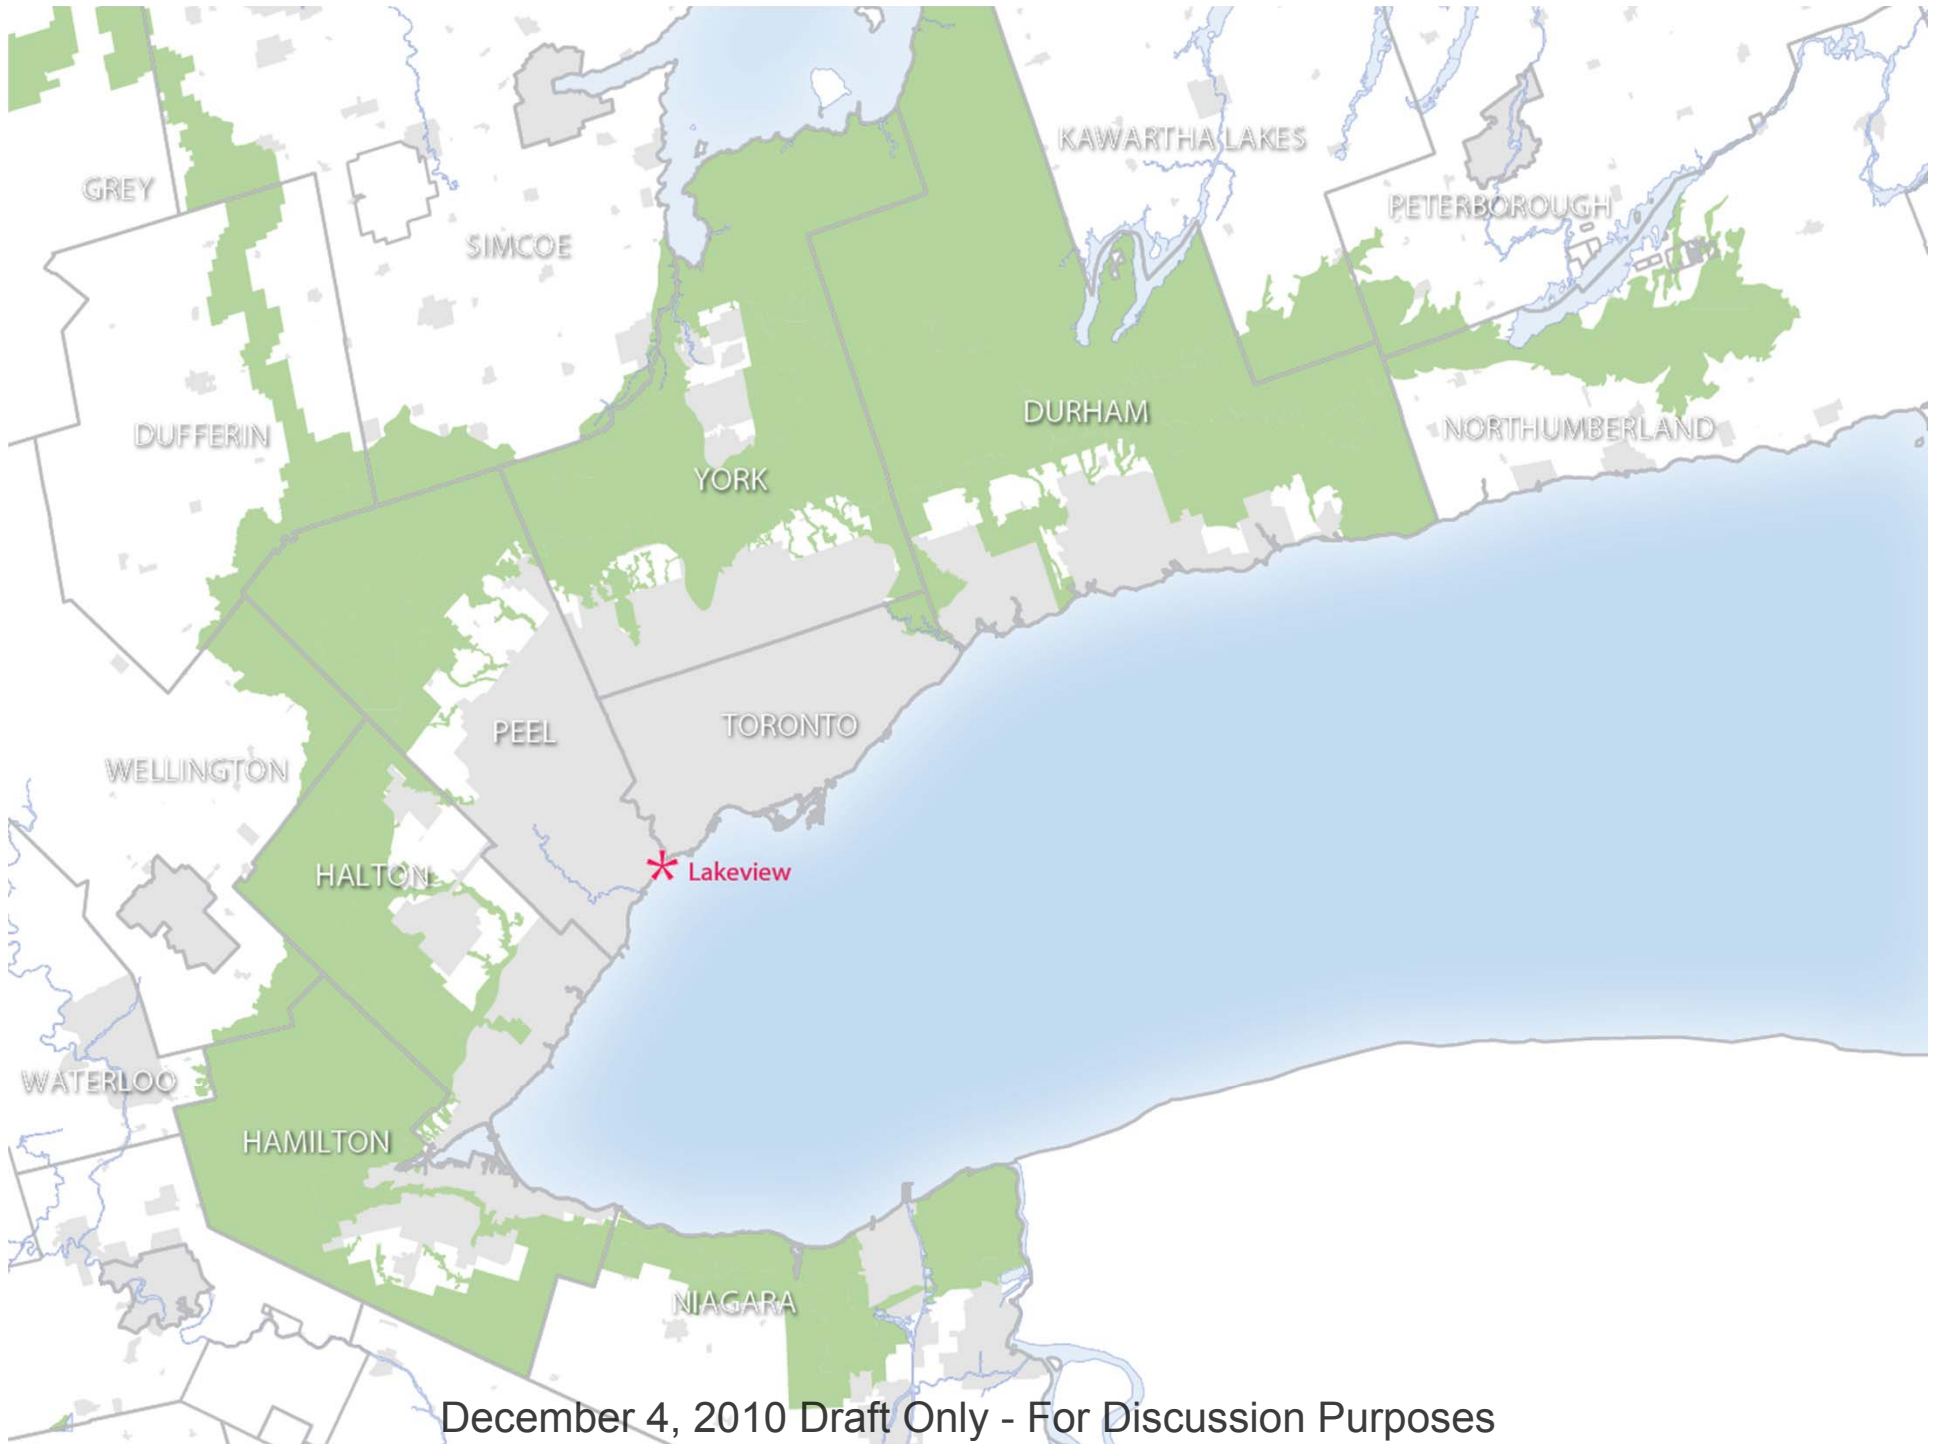 KAWARTHA LAKES
GREY
PETERBOROUGH
SIMCOE
DURHAM
DUFFERIN
NORTHUMBERLAND
YORK
PEEL
TORONTO
WELLINGTON
HALTON
Lakeview
WATERLOO
HAMILTON
NIAGARA
December 4, 2010 Draft Only - For Discussion Purposes